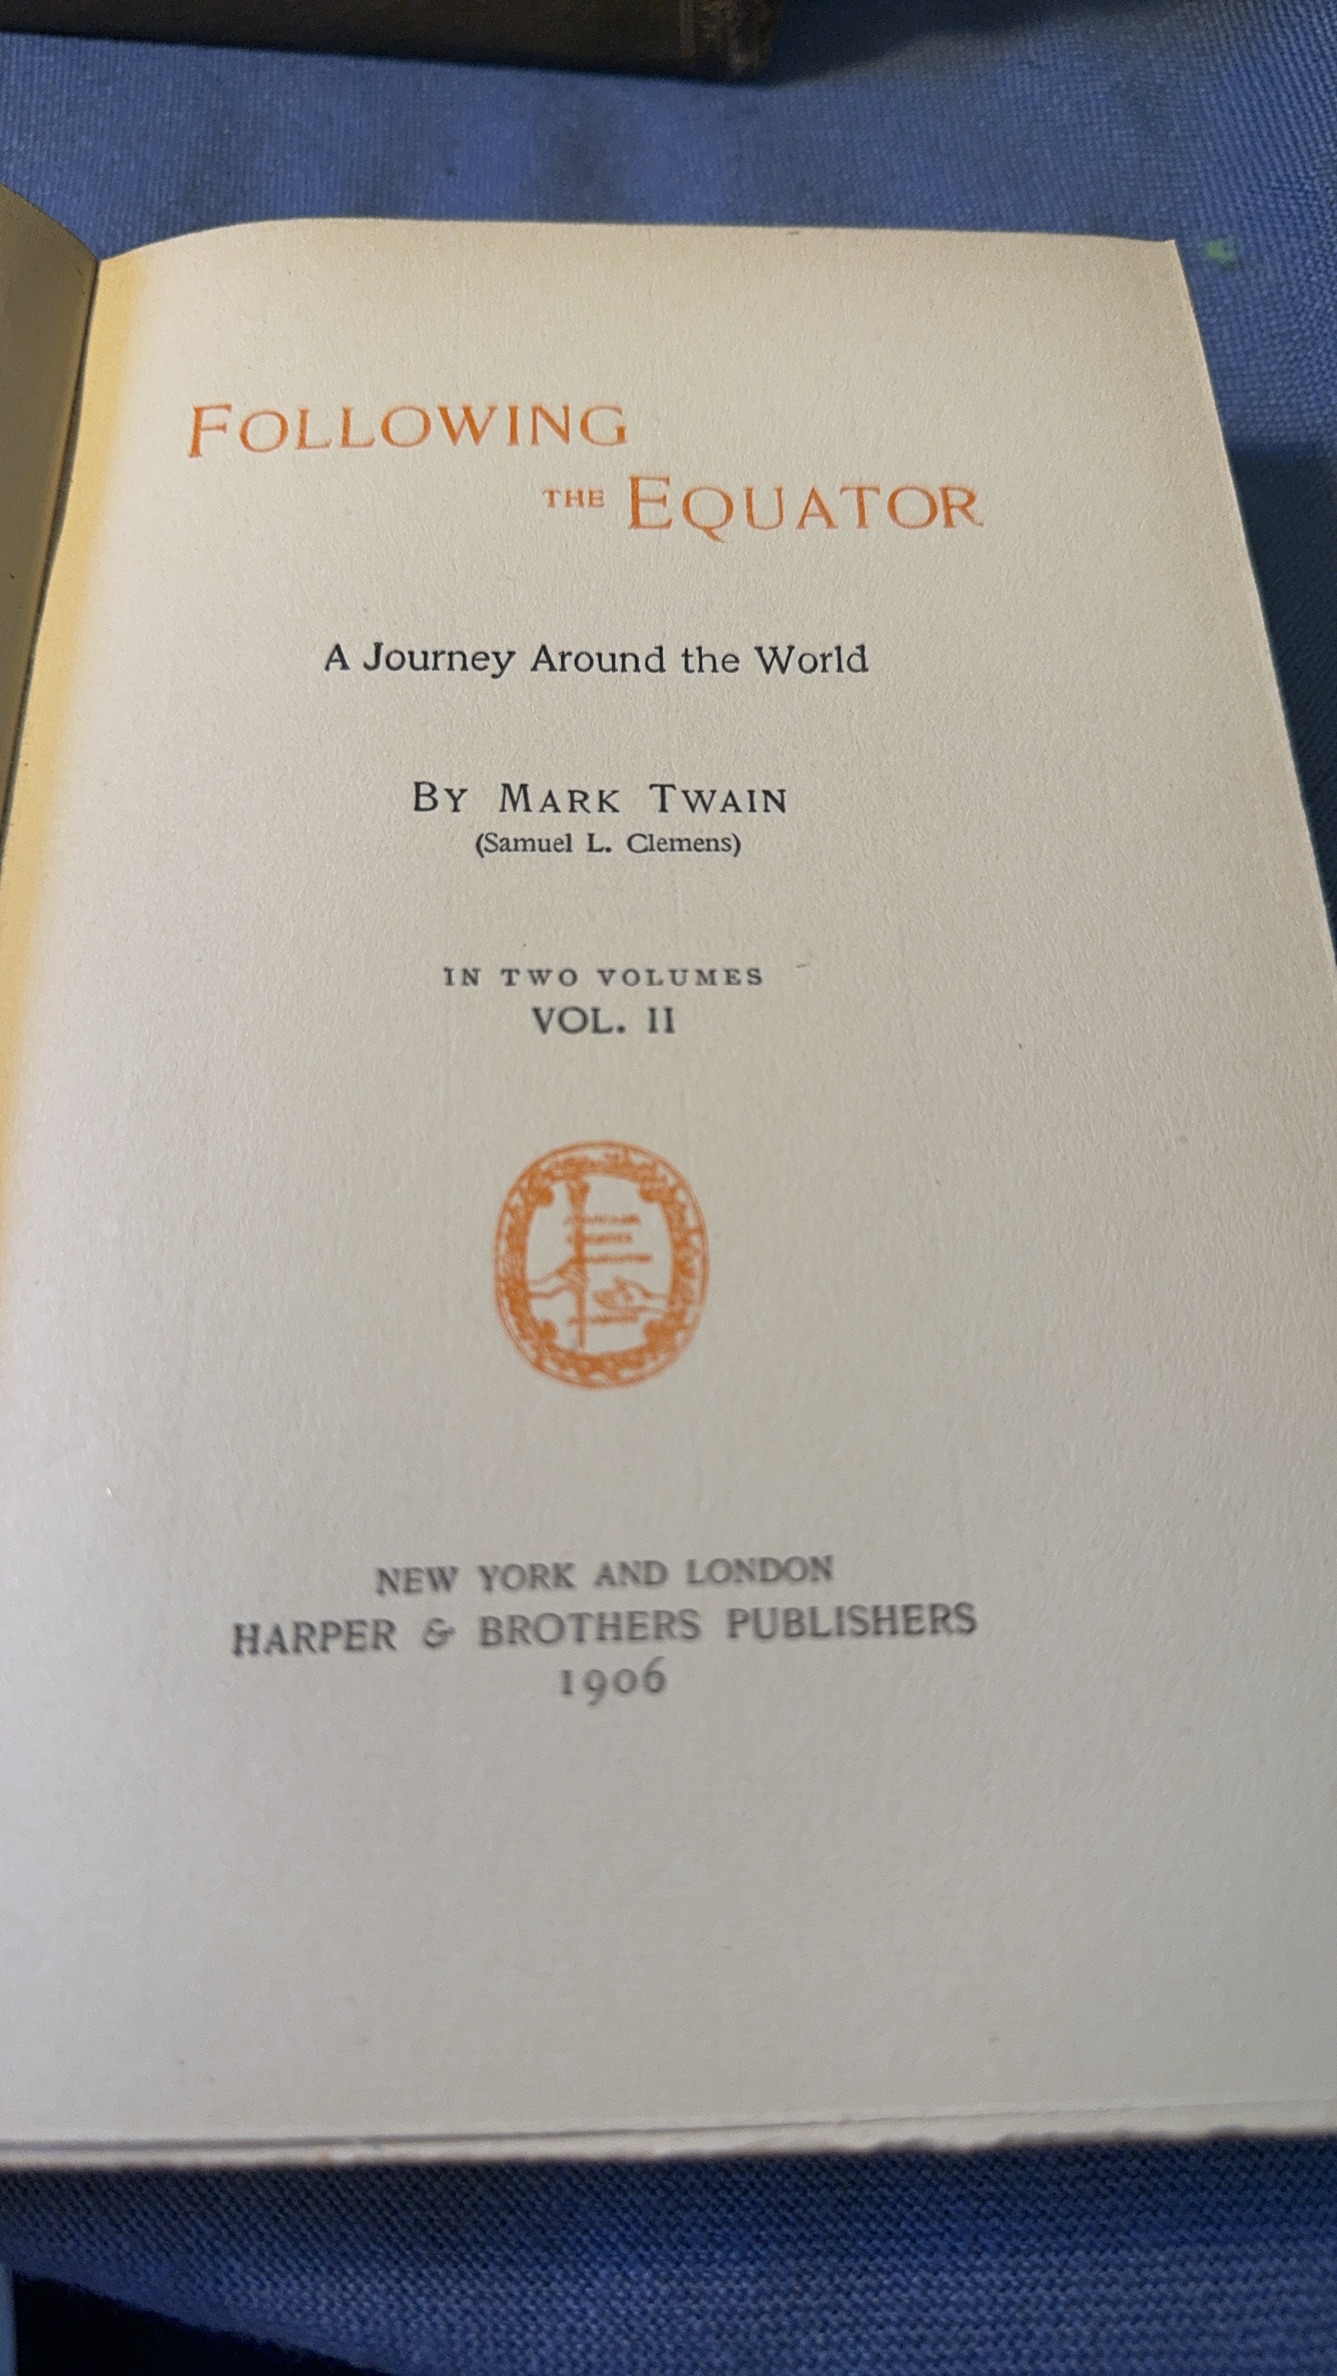 FOLLOWING
THE EQUATOR
A Journey Around the World
BY MARK TWAIN
(Samuel L. Clemens)
IN TWO VOLUMES
VOL. II
NEW YORK AND LONDON
HARPER & BROTHERS PUBLISHERS
1906